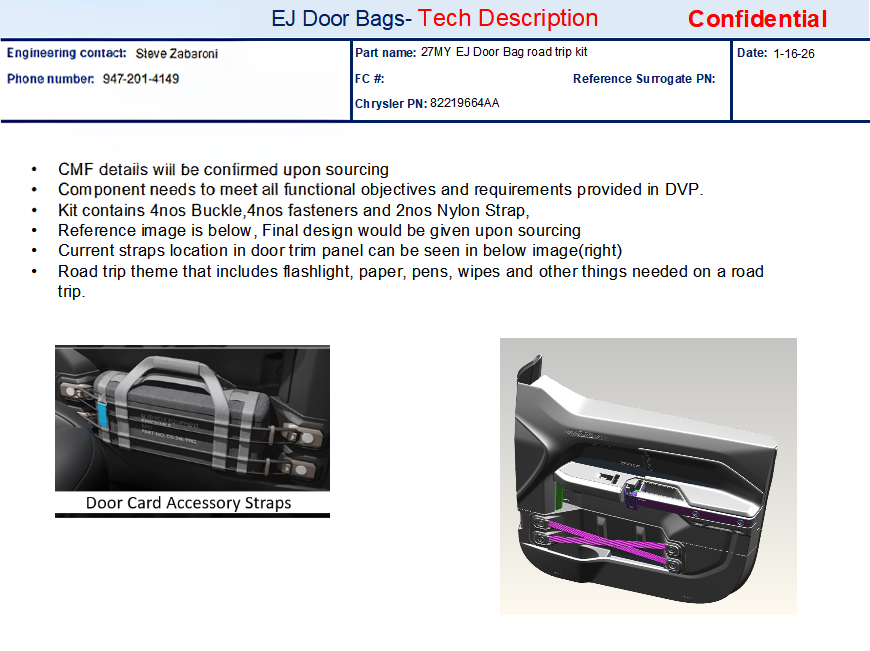 EJ Door Bags- Tech Description
Confidential
Engineering contact: Steve Zabaroni
Phone number: 947-201-4149
Part name: 27MY EJ Door Bag road trip kit
FC #:
Reference Surrogate PN:
Chrysler PN: 82219664AA
Date: 1-16-26
• CMF details will be confirmed upon sourcing
• Component needs to meet all functional objectives and requirements provided in DVP.
• Kit contains 4nos Buckle,4nos fasteners and 2nos Nylon Strap,
• Reference image is below, Final design would be given upon sourcing
• Current straps location in door trim panel can be seen in below image(right)
• Road trip theme that includes flashlight, paper, pens, wipes and other things needed on a road
trip.
Door Card Accessory Straps